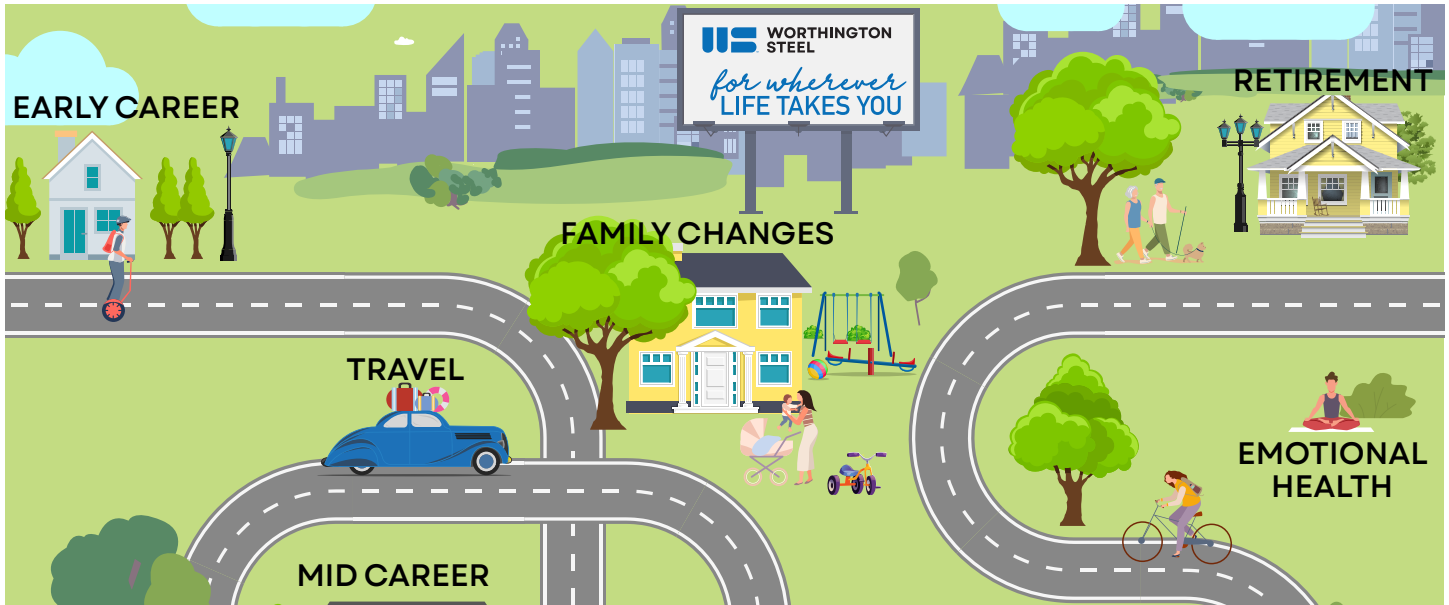 WORTHINGTON
STEEL
for wherever
LIFE TAKES YOU
EARLY CAREER
RETIREMENT
FAMILY CHANGES
TRAVEL
EMOTIONAL
HEALTH
MID CAREER